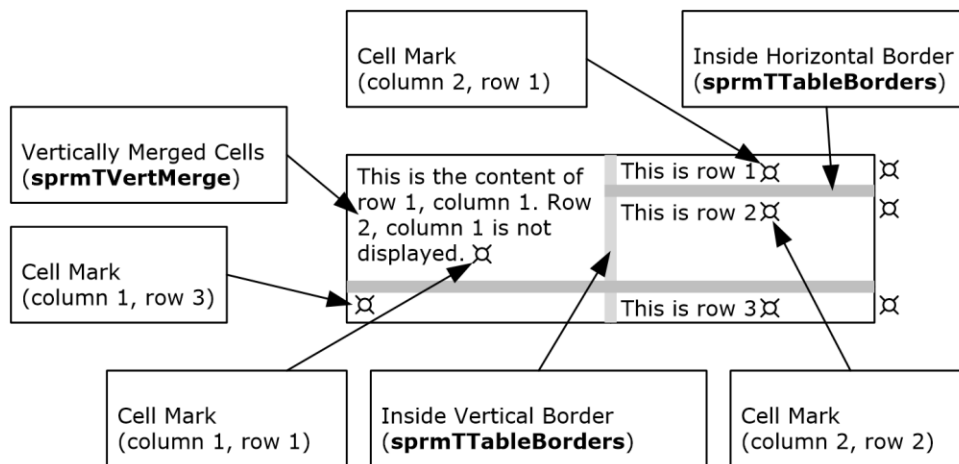 Cell Mark
(column 2, row 1)
Inside Horizontal Border
(sprmTTableBorders)
Vertically Merged Cells
(sprmTVertMerge)
This is the content of
row 1, column 1. Row
2, column 1 is not
displayed.
This is row 1
This is row 2
Cell Mark
(column 1, row 3)
This is row 3
Cell Mark
(column 1, row 1)
Inside Vertical Border
(sprmTTableBorders)
Cell Mark
(column 2, row 2)